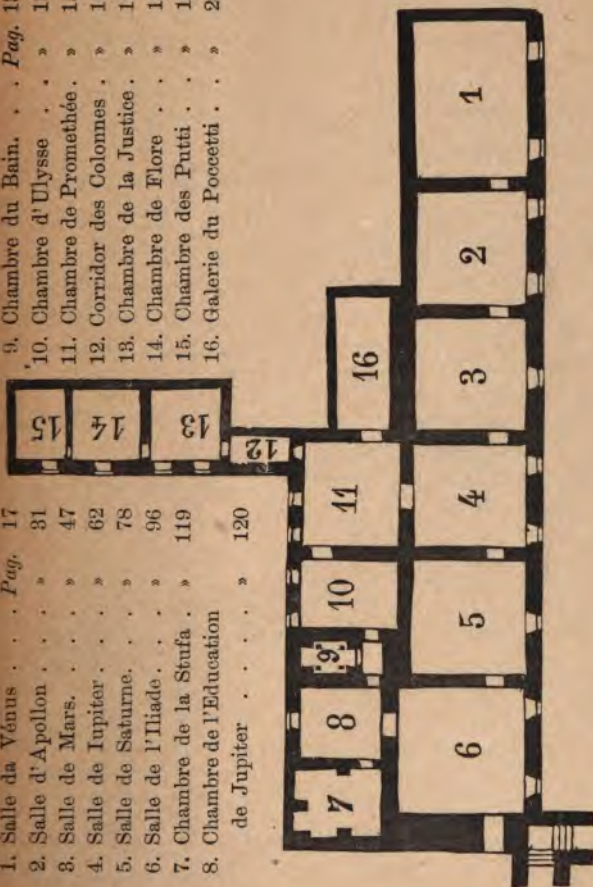 1. Salle da Vénus . . . Pag. 17
2. Salle d'Apollon . . . . » 31
3. Salle de Mars. . . . . » 47
4. Salle de Iupiter . . . . » 62
5. Salle de Saturne. . . . » 78
6. Salle de l'Iliade . . . . » 96
7. Chambre de la Stufa . » 119
8. Chambre de l'Education
de Jupiter . . . . . » 120
9. Chambre du Bain. . . Pag.
10. Chambre d'Ulysse . . . »
11. Chambre de Promethée . »
12. Corridor des Colonnes . »
13. Chambre de la Justice . »
14. Chambre de Flore . . . »
15. Chambre des Putti . . . »
16. Galerie du Poccetti . . »
15
14
13
12
16
11
10
9
8
7
1
2
3
4
5
6